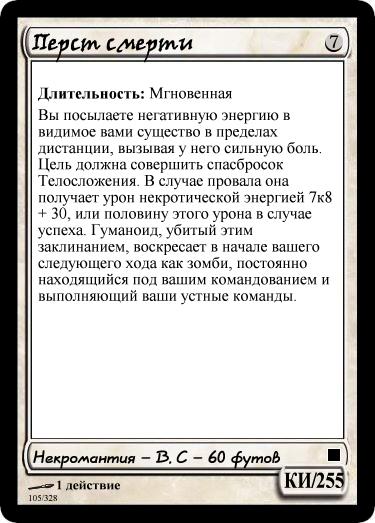 Перст смерти 7
Длительность: Мгновенная
Вы посылаете негативную энергию в
видимое вами существо в пределах
дистанции, вызывая у него сильную боль.
Цель должна совершить спасбросок
Телосложения. В случае провала она
получает урон некротической энергией 7к8
+ 30, или половину этого урона в случае
успеха. Гуманоид, убитый этим
заклинанием, воскресает в начале вашего
следующего хода как зомби, постоянно
находящийся под вашим командованием и
выполняющий ваши устные команды.
Некромантия – В, С – 60 футов
1 действие
КИ/255
105/328